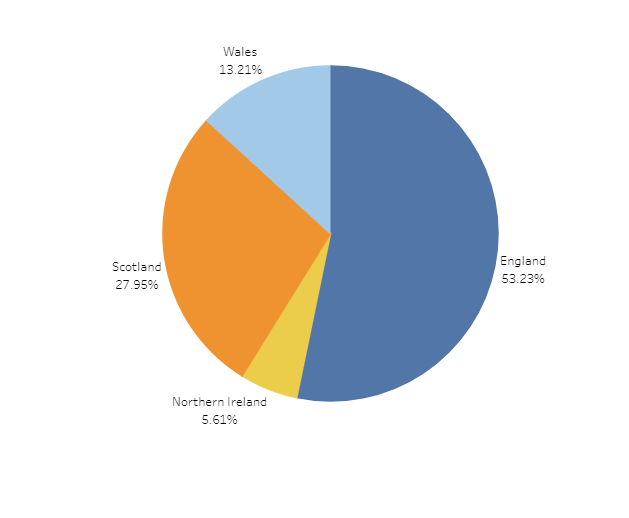 Wales
13.21%
England
53.23%
Scotland
27.95%
Northern Ireland
5.61%